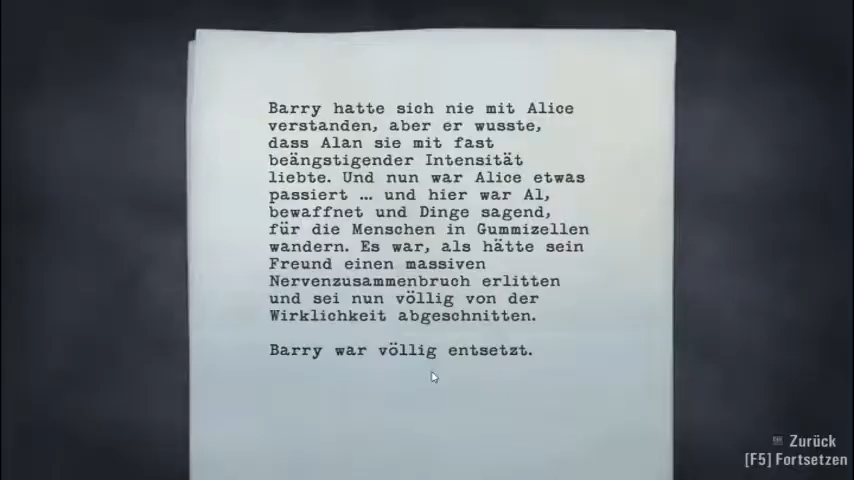 Barry hatte sich nie mit Alice
verstanden, aber er wusste,
dass Alan sie mit fast
beängstigender Intensität
liebte. Und nun war Alice etwas
passiert … und hier war Al,
bewaffnet und Dinge sagend,
für die Menschen in Gummizellen
wandern. Es war, als hätte sein
Freund einen massiven
Nervenzusammenbruch erlitten
und sei nun völlig von der
Wirklichkeit abgeschnitten.
Barry war völlig entsetzt.
Zurück
[F5] Fortsetzen